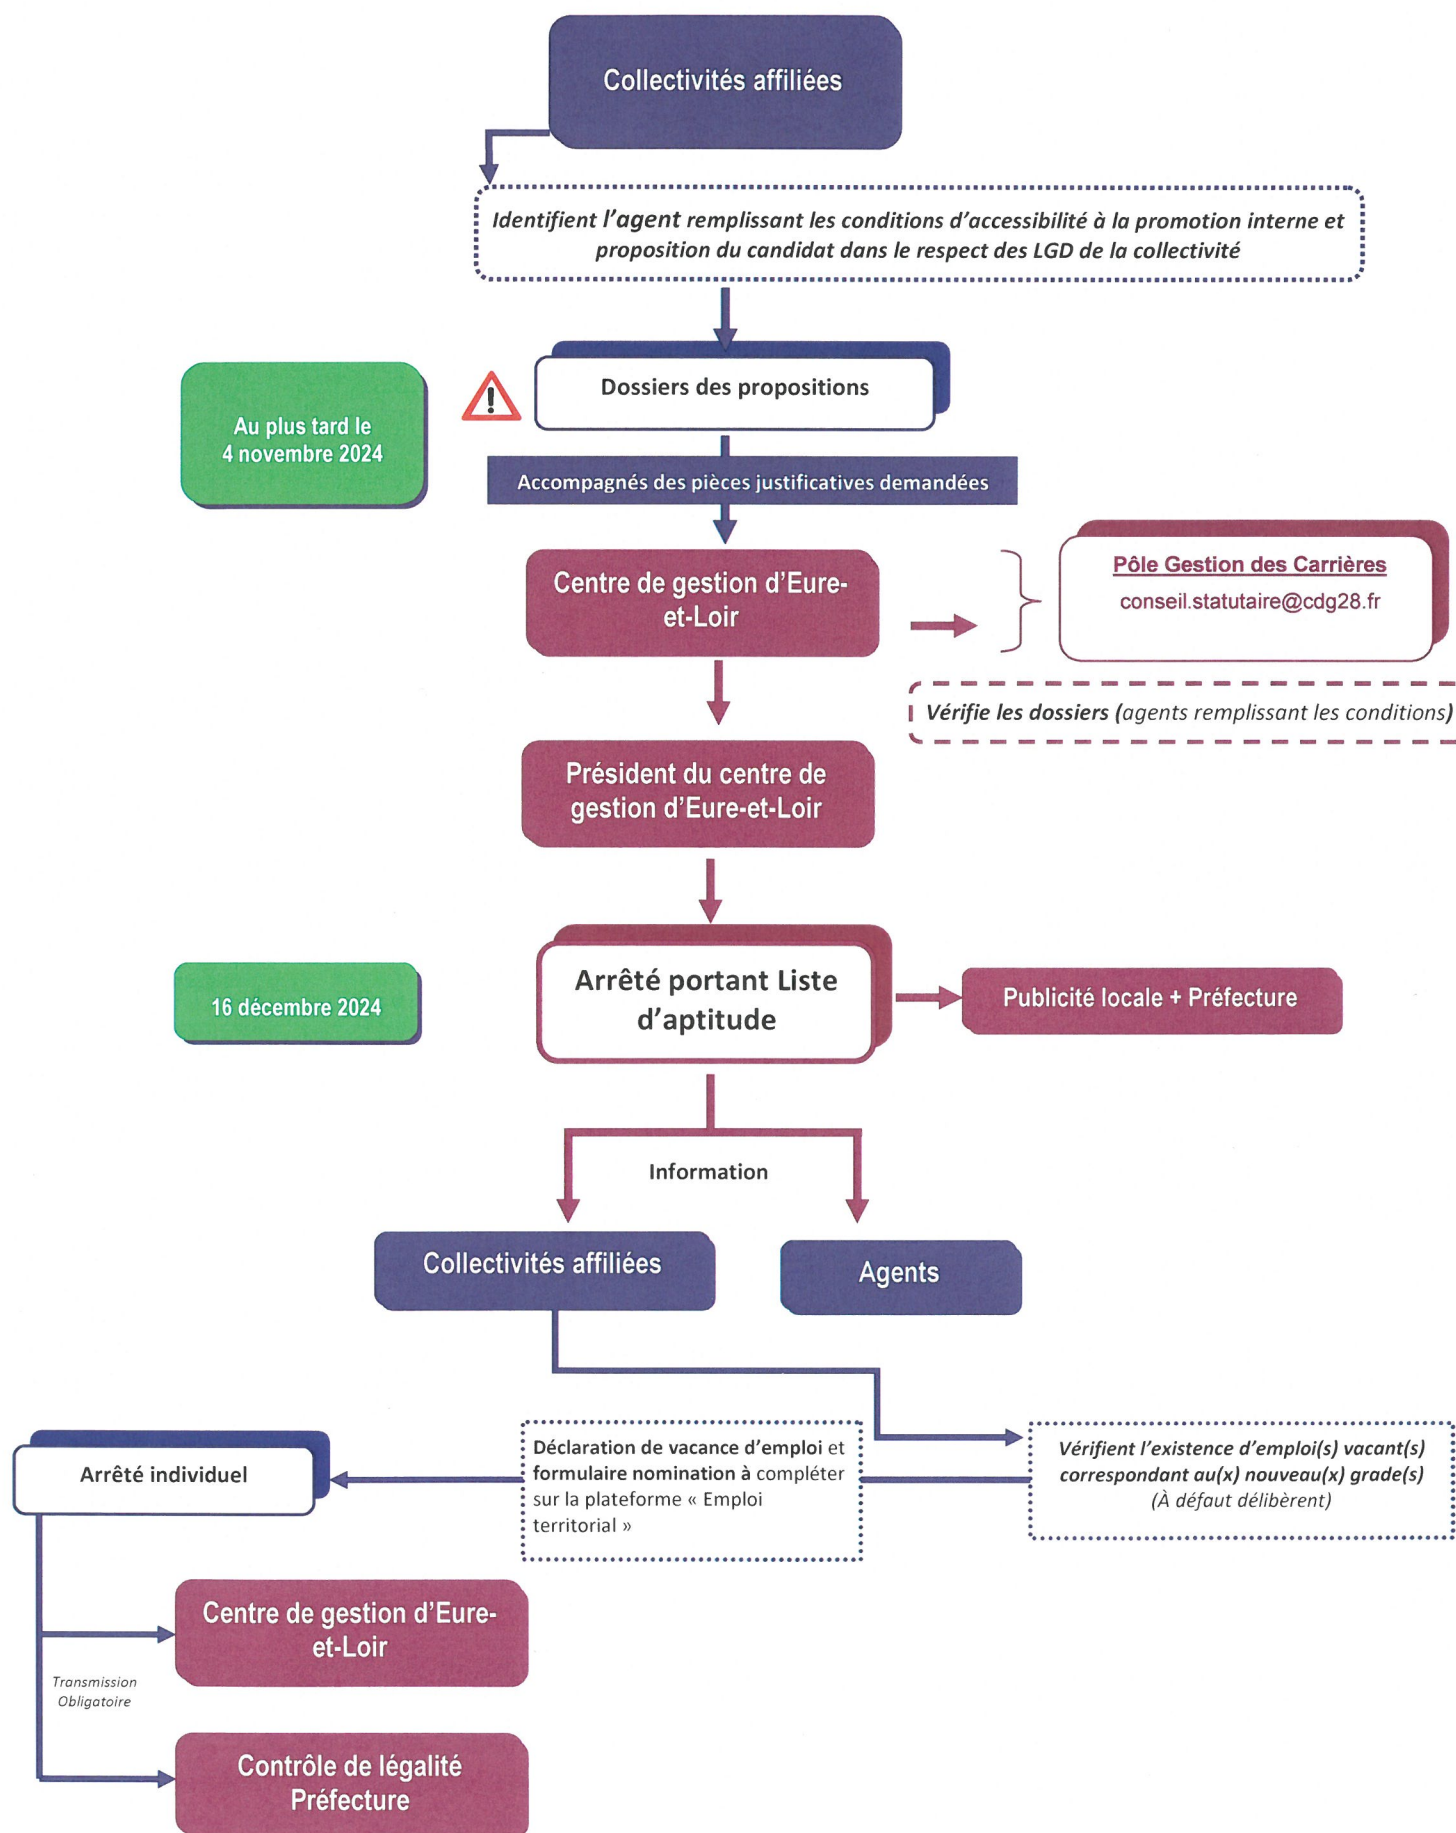 Collectivités affiliées
Identifient l’agent remplissant les conditions d’accessibilité à la promotion interne et
proposition du candidat dans le respect des LGD de la collectivité
Au plus tard le
4 novembre 2024
Dossiers des propositions
Accompagnés des pièces justificatives demandées
Centre de gestion d’Eure-
et-Loir
Pôle Gestion des Carrières
conseil.statutaire@cdg28.fr
Vérifie les dossiers (agents remplissant les conditions)
Président du centre de
gestion d’Eure-et-Loir
16 décembre 2024
Arrêté portant Liste
d’aptitude
Publicité locale + Préfecture
Information
Collectivités affiliées
Agents
Arrêté individuel
Déclaration de vacance d’emploi et
formulaire nomination à compléter
sur la plateforme « Emploi
territorial »
Vérifient l’existence d’emploi(s) vacant(s)
correspondant au(x) nouveau(x) grade(s)
(À défaut délibèrent)
Centre de gestion d’Eure-
et-Loir
Transmission
Obligatoire
Contrôle de légalité
Préfecture